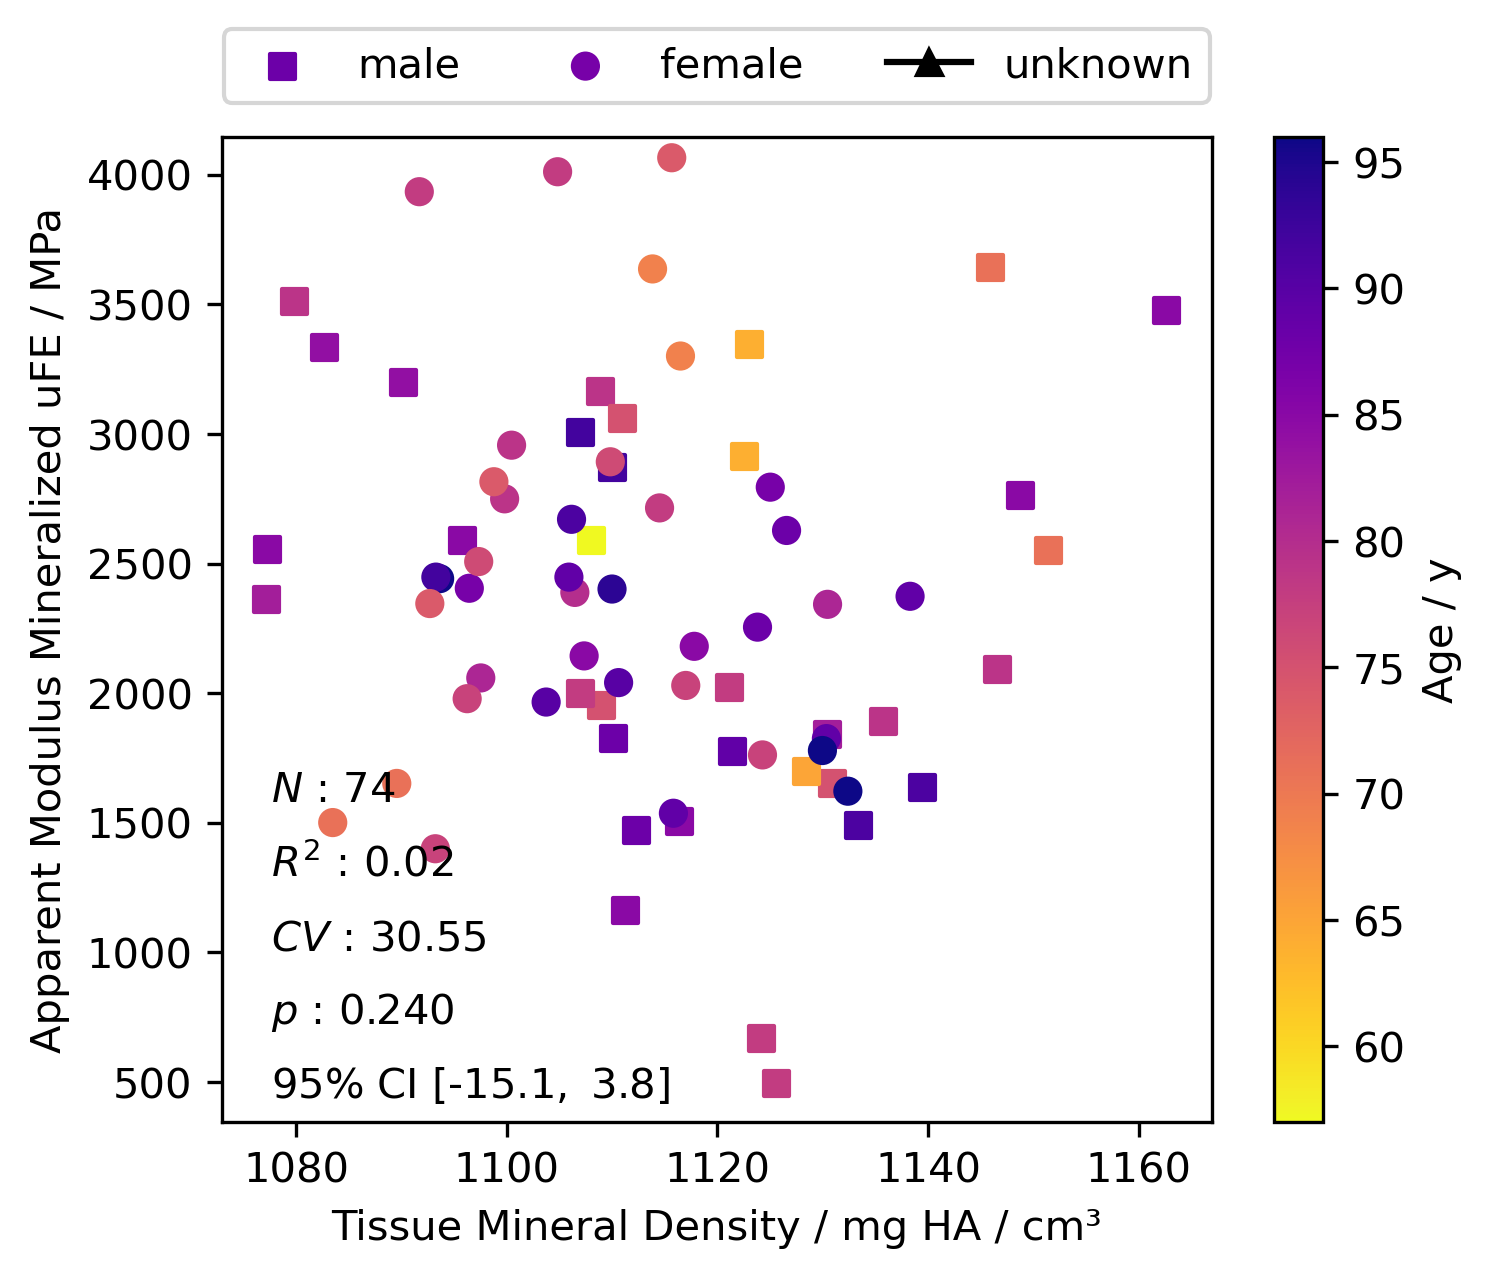 male female unknown
4000
3500
3000
2500
2000
1500
1000
500
Apparent Modulus Mineralized uFE / MPa
N : 74
R² : 0.02
CV : 30.55
p : 0.240
95% CI [-15.1, 3.8]
1080 1100 1120 1140 1160
Tissue Mineral Density / mg HA / cm³
95
90
85
80
75
70
65
60
Age / y